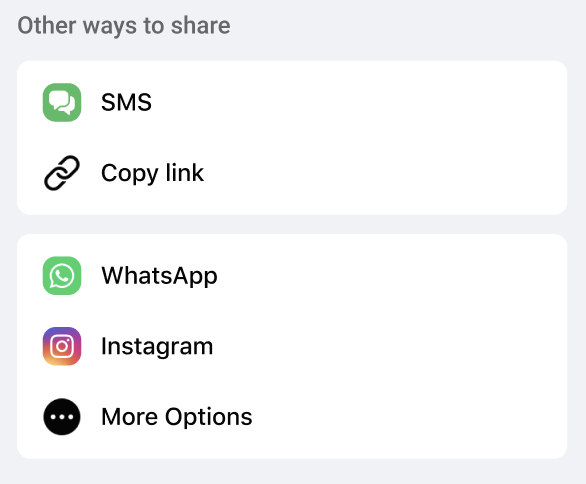 Other ways to share
SMS
Copy link
WhatsApp
Instagram
More Options